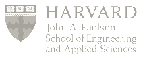 HARVARD
John A. Paulson
School of Engineering
and Applied Sciences